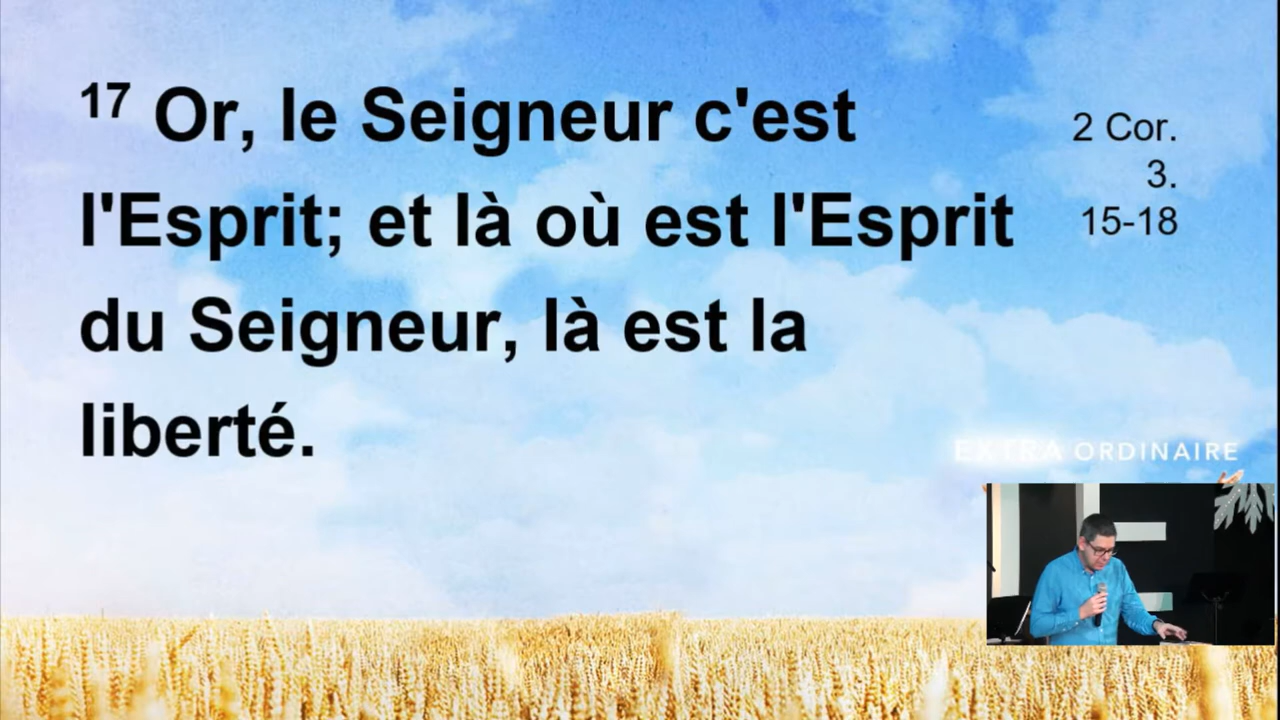 17 Or, le Seigneur c'est
l'Esprit; et là où est l'Esprit
du Seigneur, là est la
liberté.
2 Cor.
3.
15-18
EXTRA ORDINAIRE